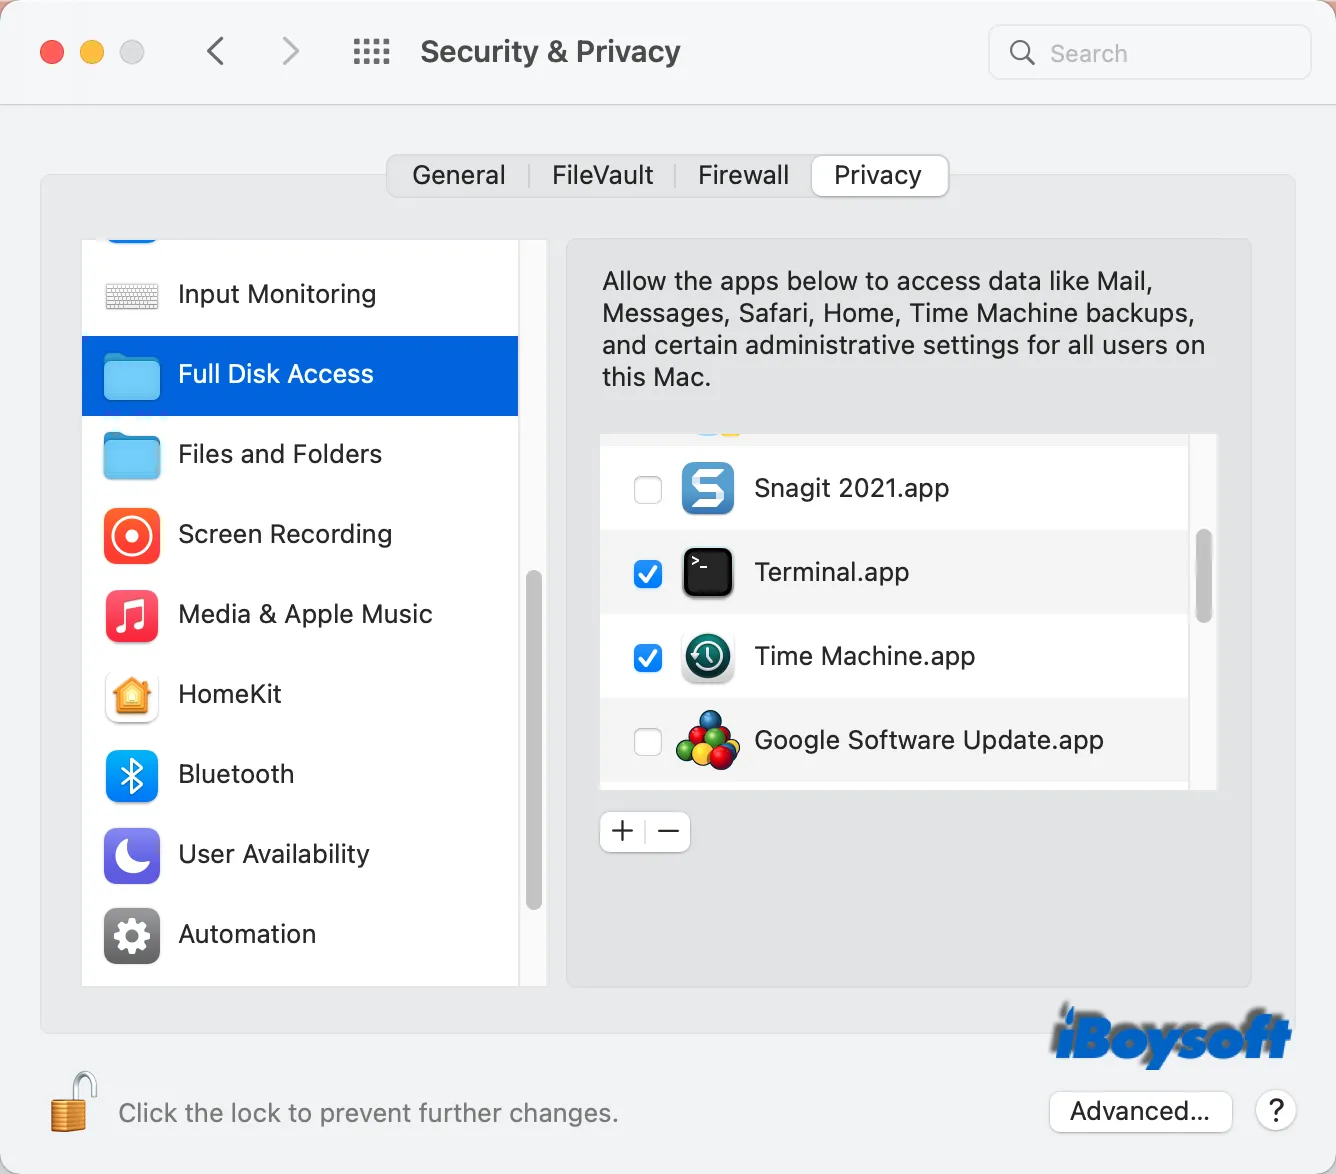 Security & Privacy
Search
General
FileVault
Firewall
Privacy
Input Monitoring
Full Disk Access
Files and Folders
Screen Recording
Media & Apple Music
HomeKit
Bluetooth
User Availability
Automation
Allow the apps below to access data like Mail,
Messages, Safari, Home, Time Machine backups,
and certain administrative settings for all users on
this Mac.
Snagit 2021.app
>_ Terminal.app
Time Machine.app
Google Software Update.app
iBoysoft
Click the lock to prevent further changes.
Advanced...
?